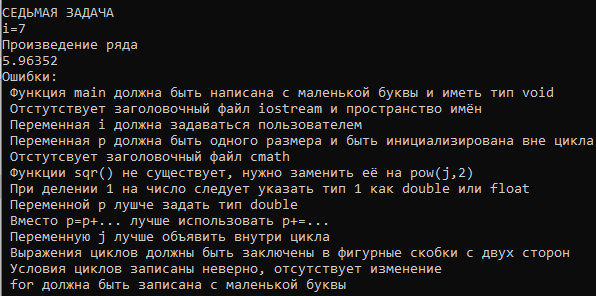 СЕДЬМАЯ ЗАДАЧА
i=7
Произведение ряда
5.96352
Ошибки:
Функция main должна быть написана с маленькой буквы и иметь тип void
Отстутствует заголовочный файл iostream и пространство имён
Переменная i должна задаваться пользователем
Переменная p должна быть одного размера и быть инициализирована вне цикла
Отстутсвует заголовочный файл cmath
Функции sqr() не существует, нужно заменить её на pow(j,2)
При делении 1 на число следует указать тип 1 как double или float
Переменной p лушче задать тип double
Вместо p=p+... лучше использовать p+=...
Переменную j лучше объявить внутри цикла
Выражения циклов должны быть заключены в фигурные скобки с двух сторон
Условия циклов записаны неверно, отсутствует изменение
for должна быть записана с маленькой буквы